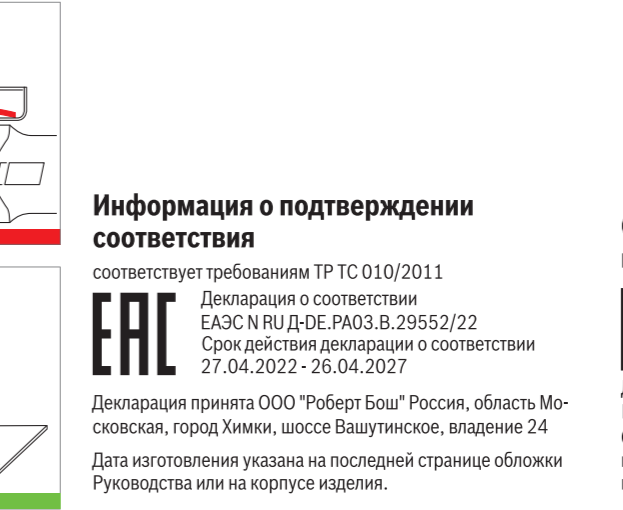 Информация о подтверждении
соответствия
соответствует требованиям ТР ТС 010/2011
EAC
Декларация о соответствии
ЕАЭС N RU Д-DE.РА03.В.29552/22
Срок действия декларации о соответствии
27.04.2022 - 26.04.2027
Декларация принята ООО "Роберт Бош" Россия, область Мо-
сковская, город Химки, шоссе Вашутинское, владение 24
Дата изготовления указана на последней странице обложки
Руководства или на корпусе изделия.